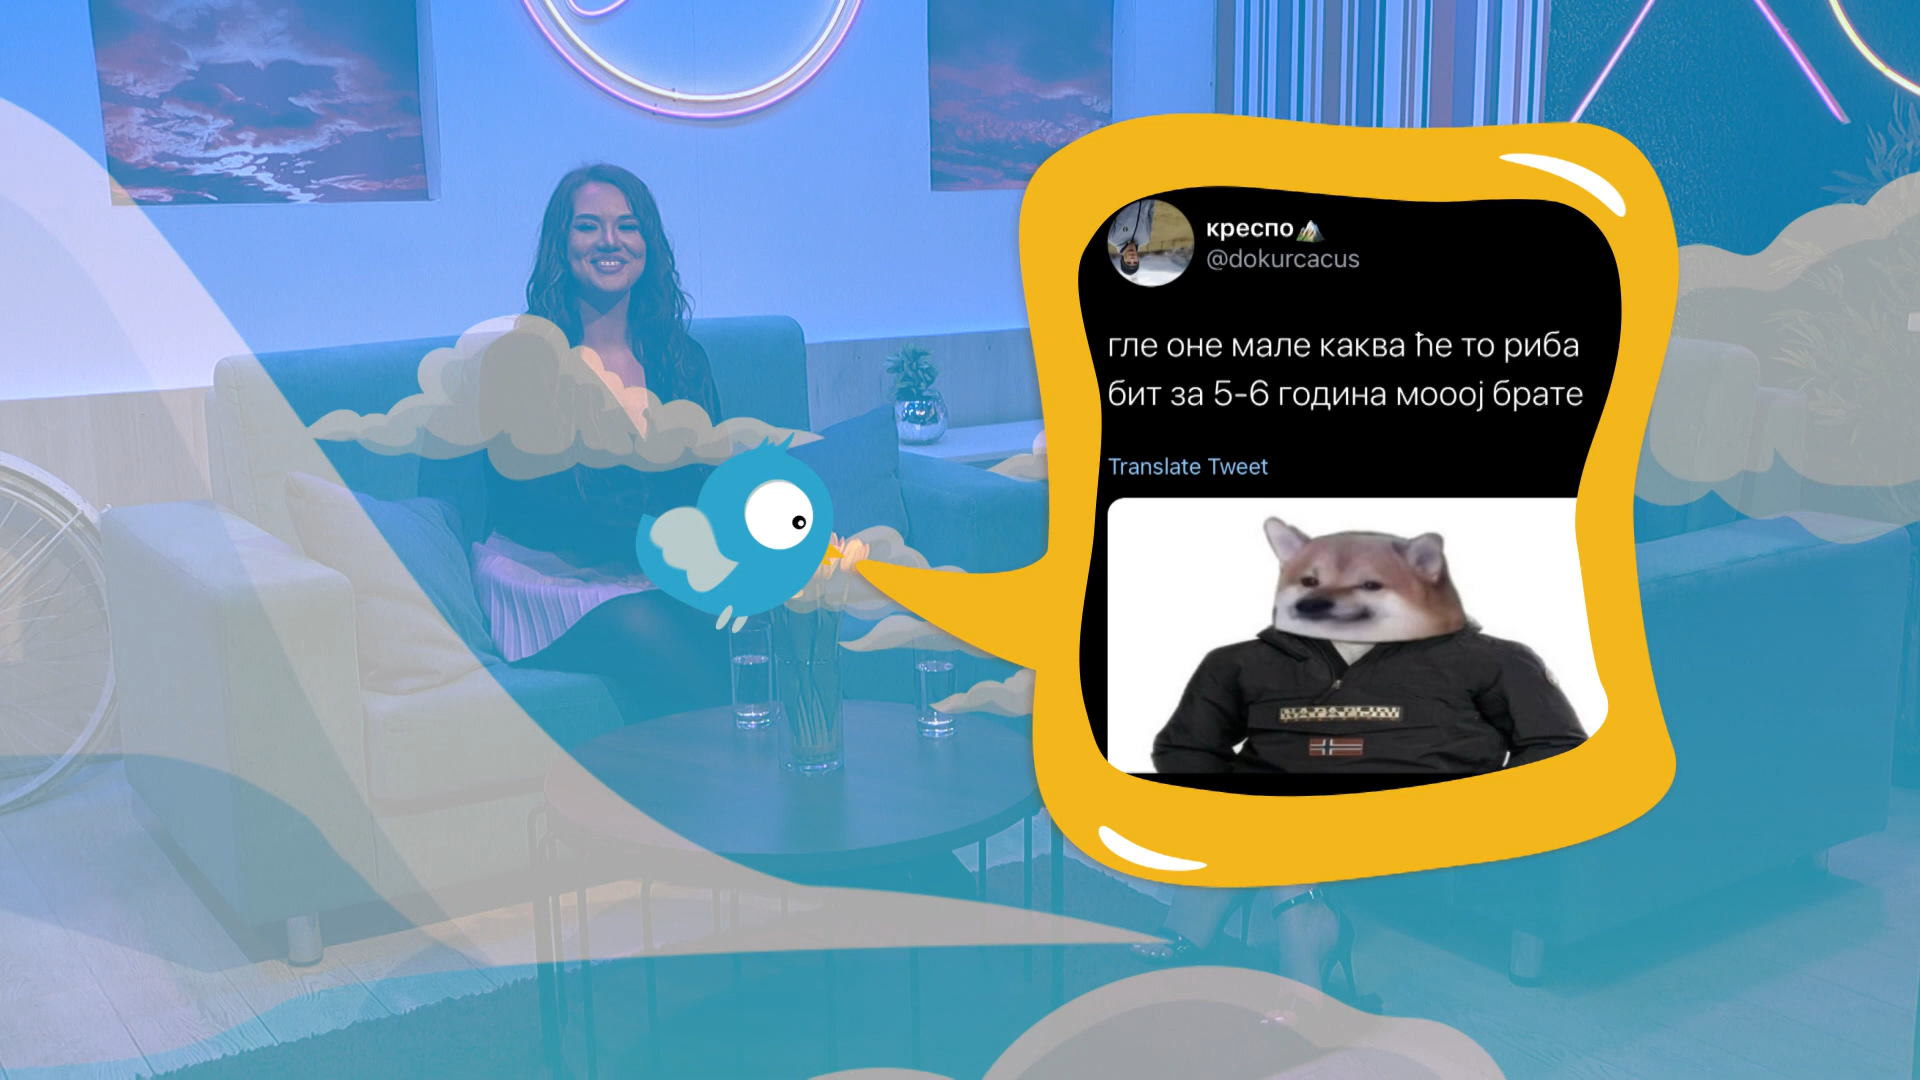 креспо
@dokurcacus
гле оне мале каква ће то риба
бит за 5-6 година мооој брате
Translate Tweet